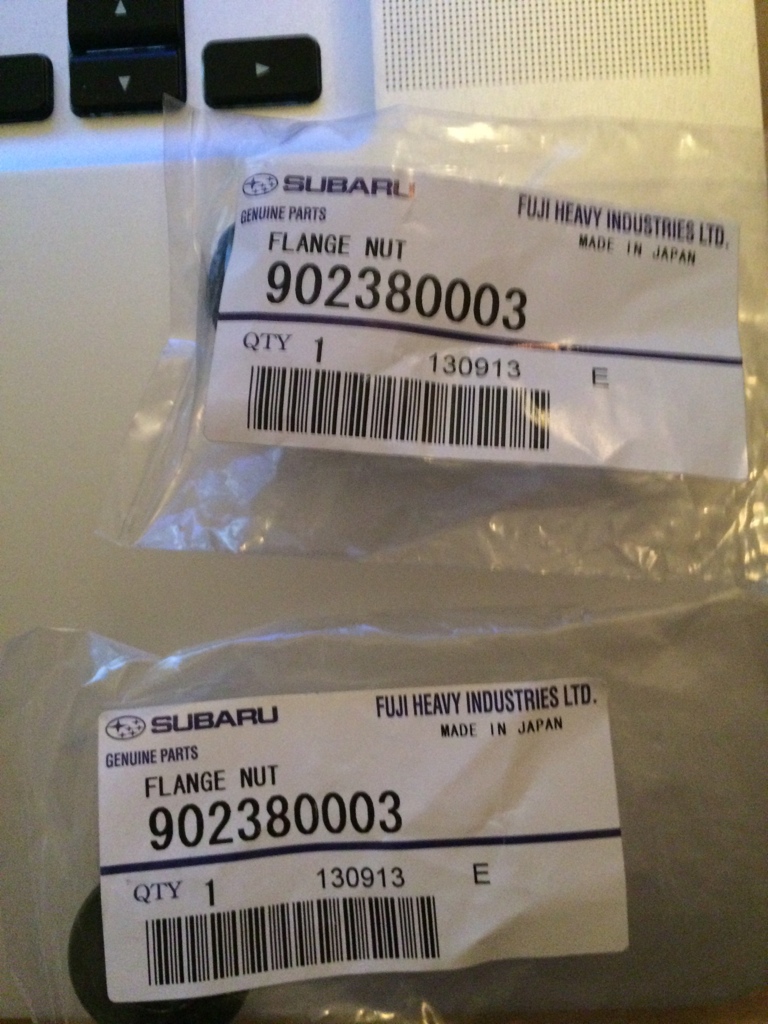 SUBARU
GENUINE PARTS
FUJI HEAVY INDUSTRIES LTD.
MADE IN JAPAN
FLANGE NUT
902380003
QTY 1 130913 E
SUBARU
GENUINE PARTS
FUJI HEAVY INDUSTRIES LTD.
MADE IN JAPAN
FLANGE NUT
902380003
QTY 1 130913 E